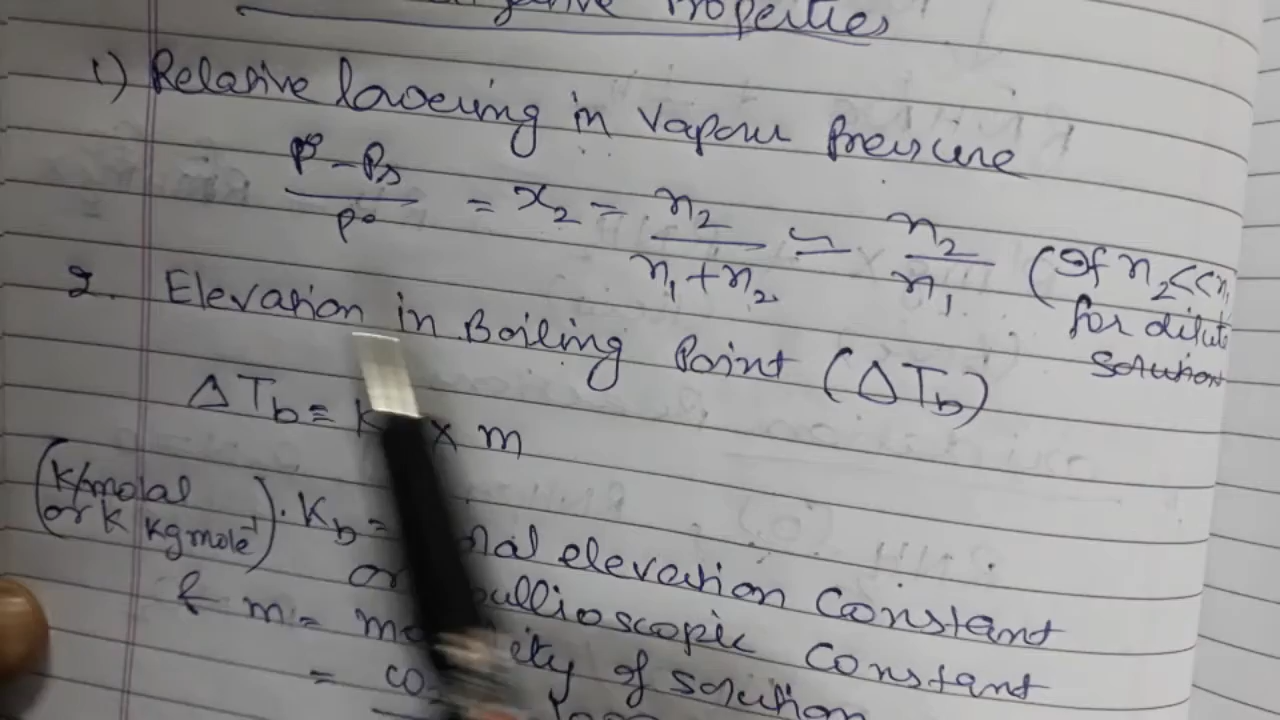 Properties
1) Relative lowering in Vapour Pressure
P° - Ps / P° = x₂ = n₂ / n₁ + n₂ ≃ n₂ / n₁ (If n₂ << n₁
for dilute
solution
2. Elevation in Boiling Point (ΔTb)
ΔTb = K × m
(K/molal
or K Kg mole⁻¹) . Kb = elevation constant
or constant
& m = of solution
=